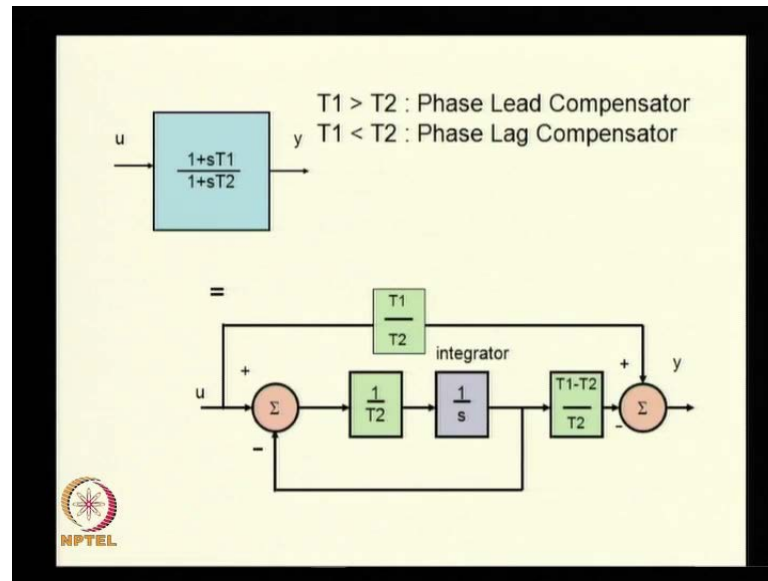 T1 > T2 : Phase Lead Compensator
u
y
T1 < T2 : Phase Lag Compensator
1+sT1
1+sT2
=
T1
T2
integrator
+
+
y
u
Σ
1
T2
1
s
T1-T2
T2
Σ
-
-
NPTEL